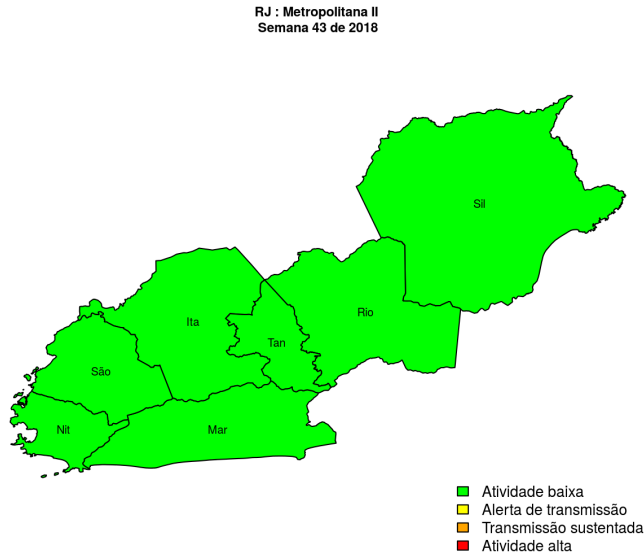 RJ : Metropolitana II
Semana 43 de 2018
Sil
Ita
Rio
Tan
São
Nit
Mar
Atividade baixa
Alerta de transmissão
Transmissão sustentada
Atividade alta